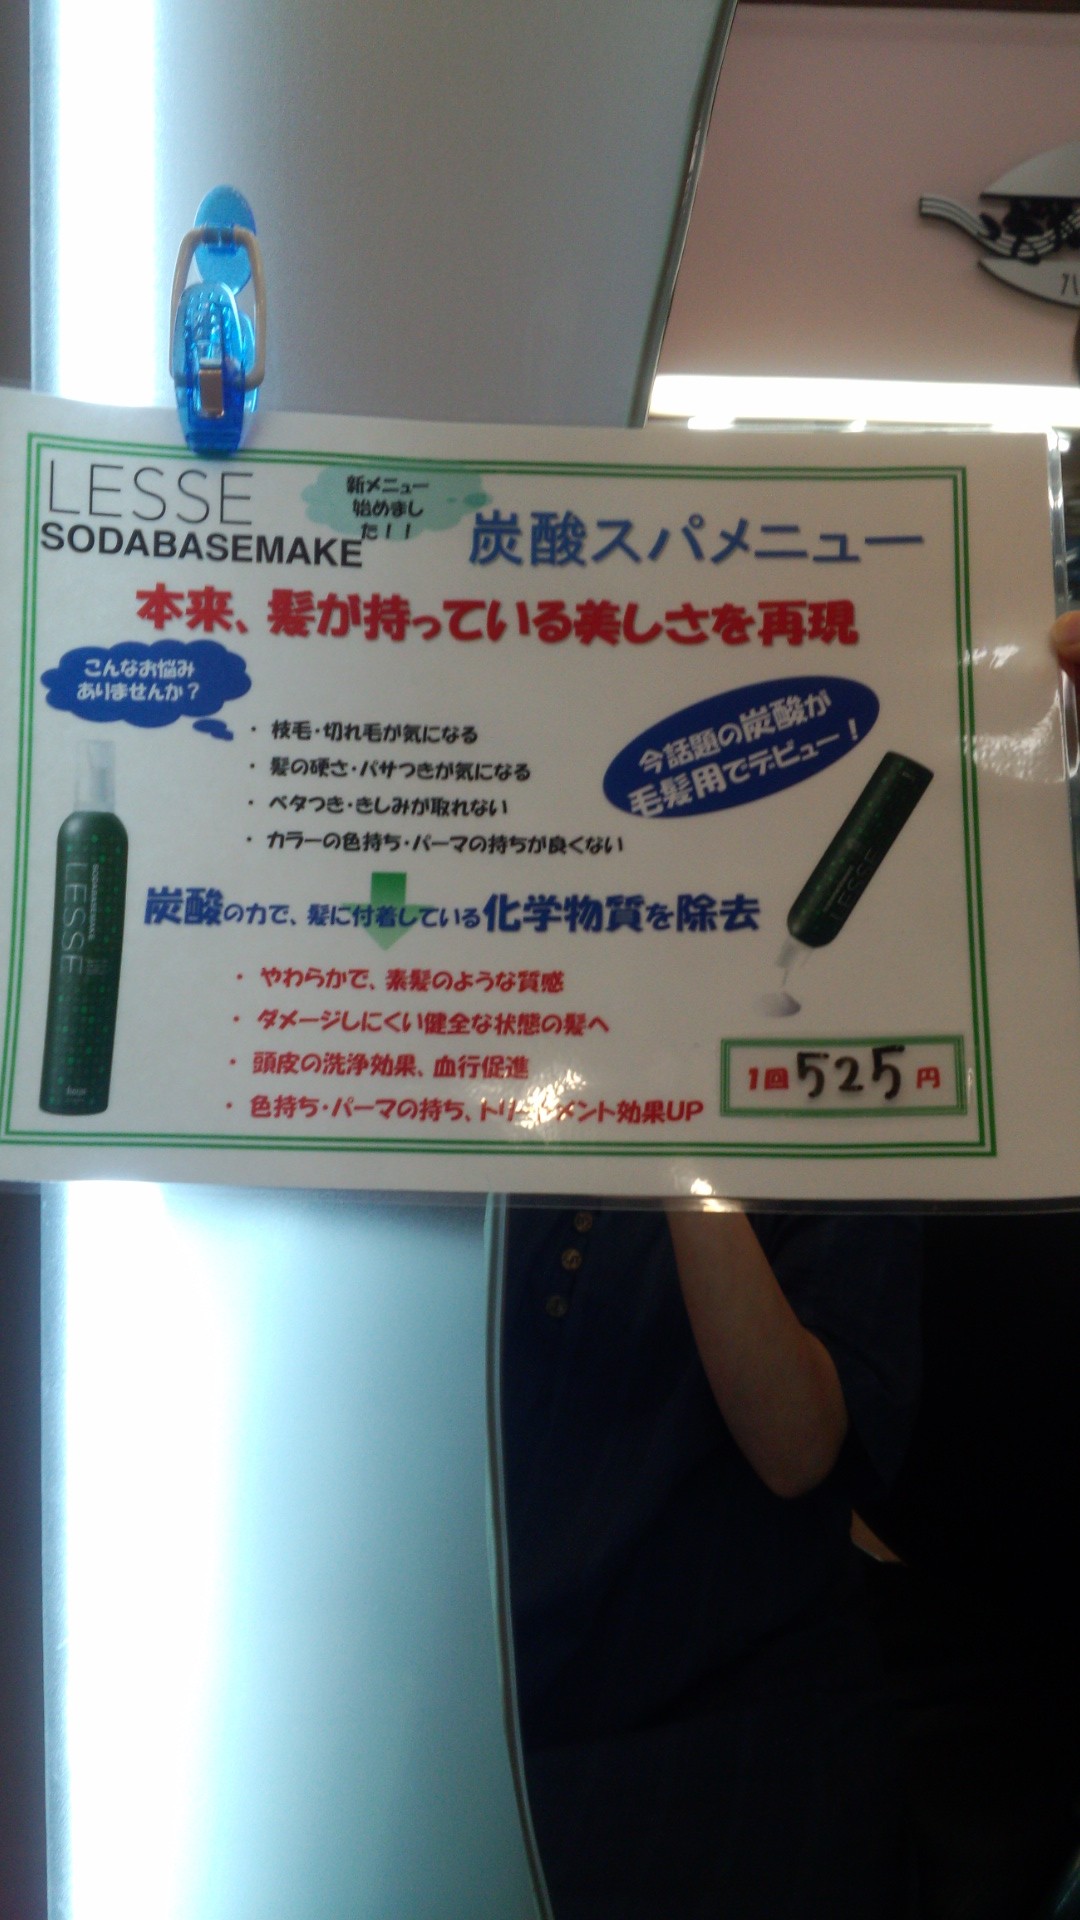 LESSE
SODABASEMAKE
新メニュー
始めまし
た！！
炭酸スパメニュー
本来、髪が持っている美しさを再現
こんなお悩み
ありませんか？
・ 枝毛・切れ毛が気になる
・ 髪の硬さ・パサつきが気になる
・ ベタつき・きしみが取れない
・ カラーの色持ち・パーマの持ちが良くない
今話題の炭酸が
毛髪用でデビュー！
炭酸の力で、髪に付着している化学物質を除去
・ やわらかで、素髪のような質感
・ ダメージしにくい健全な状態の髪へ
・ 頭皮の洗浄効果、血行促進
・ 色持ち・パーマの持ち、トリートメント効果UP
1回525円
LESSE
SODABASEMAKE
LESSE